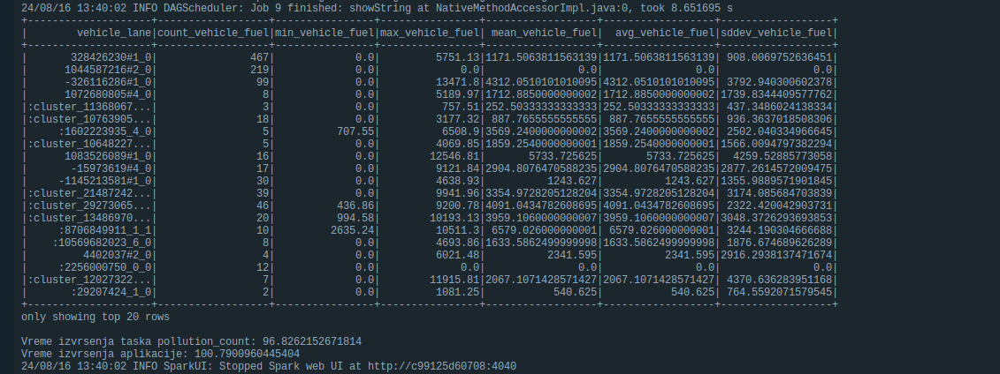 24/08/16 13:40:02 INFO DAGScheduler: Job 9 finished: showString at NativeMethodAccessorImpl.java:0, took 8.651695 s
+--------------------+------------------+----------------+----------------+------------------+------------------+------------------+
|        vehicle_lane|count_vehicle_fuel|min_vehicle_fuel|max_vehicle_fuel| mean_vehicle_fuel|  avg_vehicle_fuel|sddev_vehicle_fuel|
+--------------------+------------------+----------------+----------------+------------------+------------------+------------------+
|       328426230#1_0|               467|             0.0|         5751.13|1171.5063811563139|1171.5063811563139| 908.0069752636451|
|      1044587216#2_0|               219|             0.0|             0.0|               0.0|               0.0|               0.0|
|      -326116286#1_0|                99|             0.0|         13471.8|4312.0510101010095|4312.0510101010095| 3792.940300602378|
|      1072680805#4_0|                 8|             0.0|         5189.97|1712.8850000000002|1712.8850000000002|1739.8344409577762|
|:cluster_11368067...|                 3|             0.0|          757.51|252.50333333333333|252.50333333333333| 437.3486024138334|
|:cluster_10763905...|                18|             0.0|         3177.32| 887.7655555555555| 887.7655555555555| 936.3637018508306|
|     :1602223935_4_0|                 5|          707.55|          6508.9|3569.2400000000002|3569.2400000000002| 2502.040334966645|
|:cluster_10648227...|                 5|             0.0|         4069.85|1859.2540000000001|1859.2540000000001|1566.0094797382294|
|      1083526089#1_0|                16|             0.0|        12546.81|       5733.725625|       5733.725625|  4259.52885773058|
|       -15973619#4_0|                17|             0.0|         9121.84|2904.8076470588235|2904.8076470588235|2877.2614572009475|
|     -1145213581#1_0|                30|             0.0|         4638.93|          1243.627|          1243.627|1355.9889571901845|
|:cluster_21487242...|                39|             0.0|         9941.96|3354.9728205128204|3354.9728205128204| 3174.085684703839|
|:cluster_29273065...|                46|          436.86|         9200.78|4091.0434782608695|4091.0434782608695| 2322.420042903731|
|:cluster_13486970...|                20|          994.58|        10193.13|3959.1060000000007|3959.1060000000007|3048.3726293693853|
|     :8706849911_1_1|                10|         2635.24|         10511.3| 6579.026000000001| 6579.026000000001| 3244.190304666688|
|    :10569682023_6_0|                 8|             0.0|         4693.86|1633.5862499999998|1633.5862499999998| 1876.674689626289|
|         4402037#2_0|                 4|             0.0|         6021.48|          2341.595|          2341.595|2916.2938137471674|
|     :2256000750_0_0|                12|             0.0|             0.0|               0.0|               0.0|               0.0|
|:cluster_12027322...|                 7|             0.0|        11915.81|2067.1071428571427|2067.1071428571427| 4370.636283951168|
|       :29207424_1_0|                 2|             0.0|         1081.25|           540.625|           540.625| 764.5592071579545|
+--------------------+------------------+----------------+----------------+------------------+------------------+------------------+
only showing top 20 rows
Vreme izvrsenja taska pollution_count: 96.8262152671814
Vreme izvrsenja aplikacije: 100.7900960445404
24/08/16 13:40:02 INFO SparkUI: Stopped Spark web UI at http://c99125d60708:4040